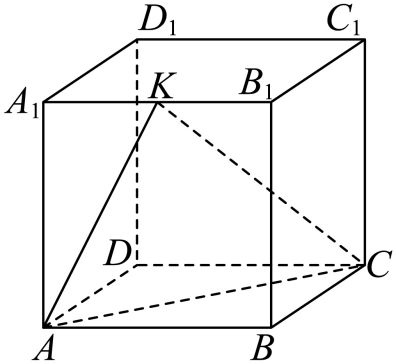 D₁ C₁
A₁ K B₁
D C
A B